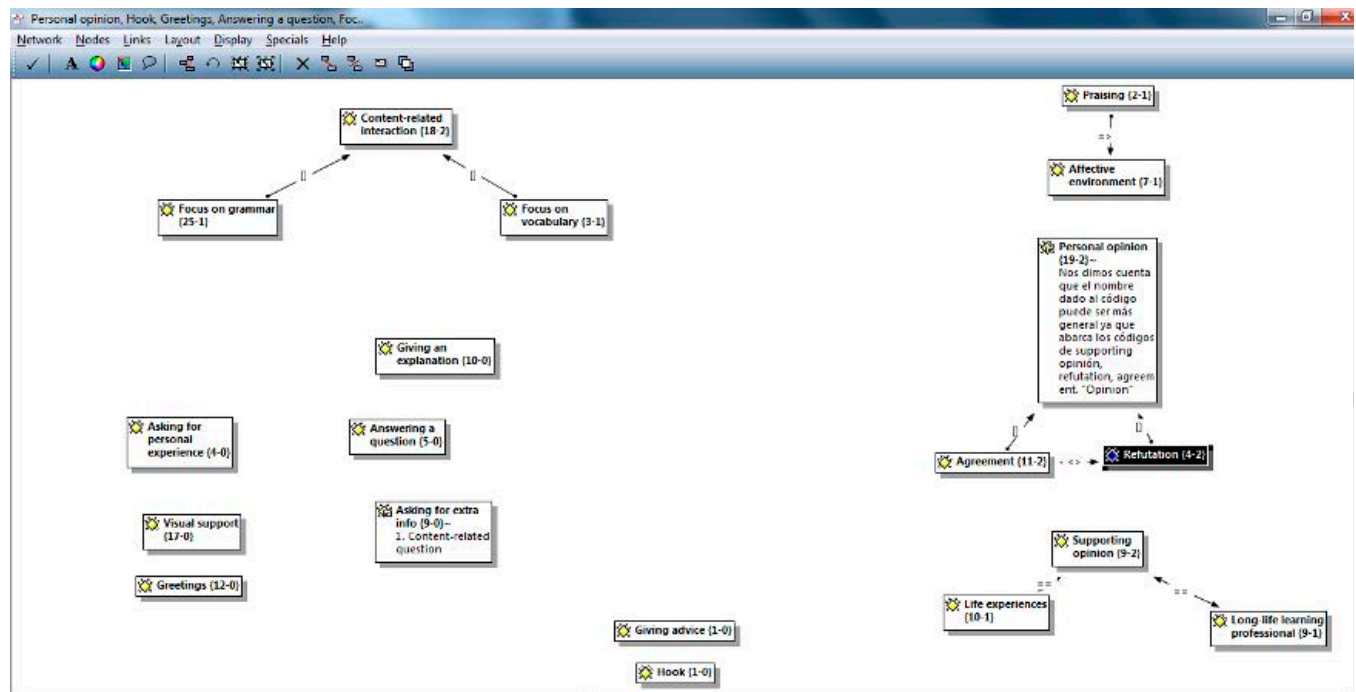 Personal opinion, Hook, Greetings, Answering a question, Foc..
Network Nodes Links Layout Display Specials Help
Content-related
interaction {18-2}
[]
[]
Focus on grammar
{25-1}
Focus on
vocabulary {3-1}
Giving an
explanation {10-0}
Asking for
personal
experience {4-0}
Answering a
question {5-0}
Asking for extra
info {9-0}~
1. Content-related
question
Visual support
{17-0}
Greetings {12-0}
Giving advice {1-0}
Hook {1-0}
Praising {2-1}
=>
Affective
environment {7-1}
Personal opinion
{19-2}~
Nos dimos cuenta
que el nombre
dado al código
puede ser más
general ya que
abarca los códigos
de supporting
opinión,
refutation, agreem
ent. "Opinion"
[]
[]
Agreement {11-2}
<>
Refutation {4-2}
Supporting
opinion {9-2}
==
==
Life experiences
{10-1}
Long-life learning
professional {9-1}